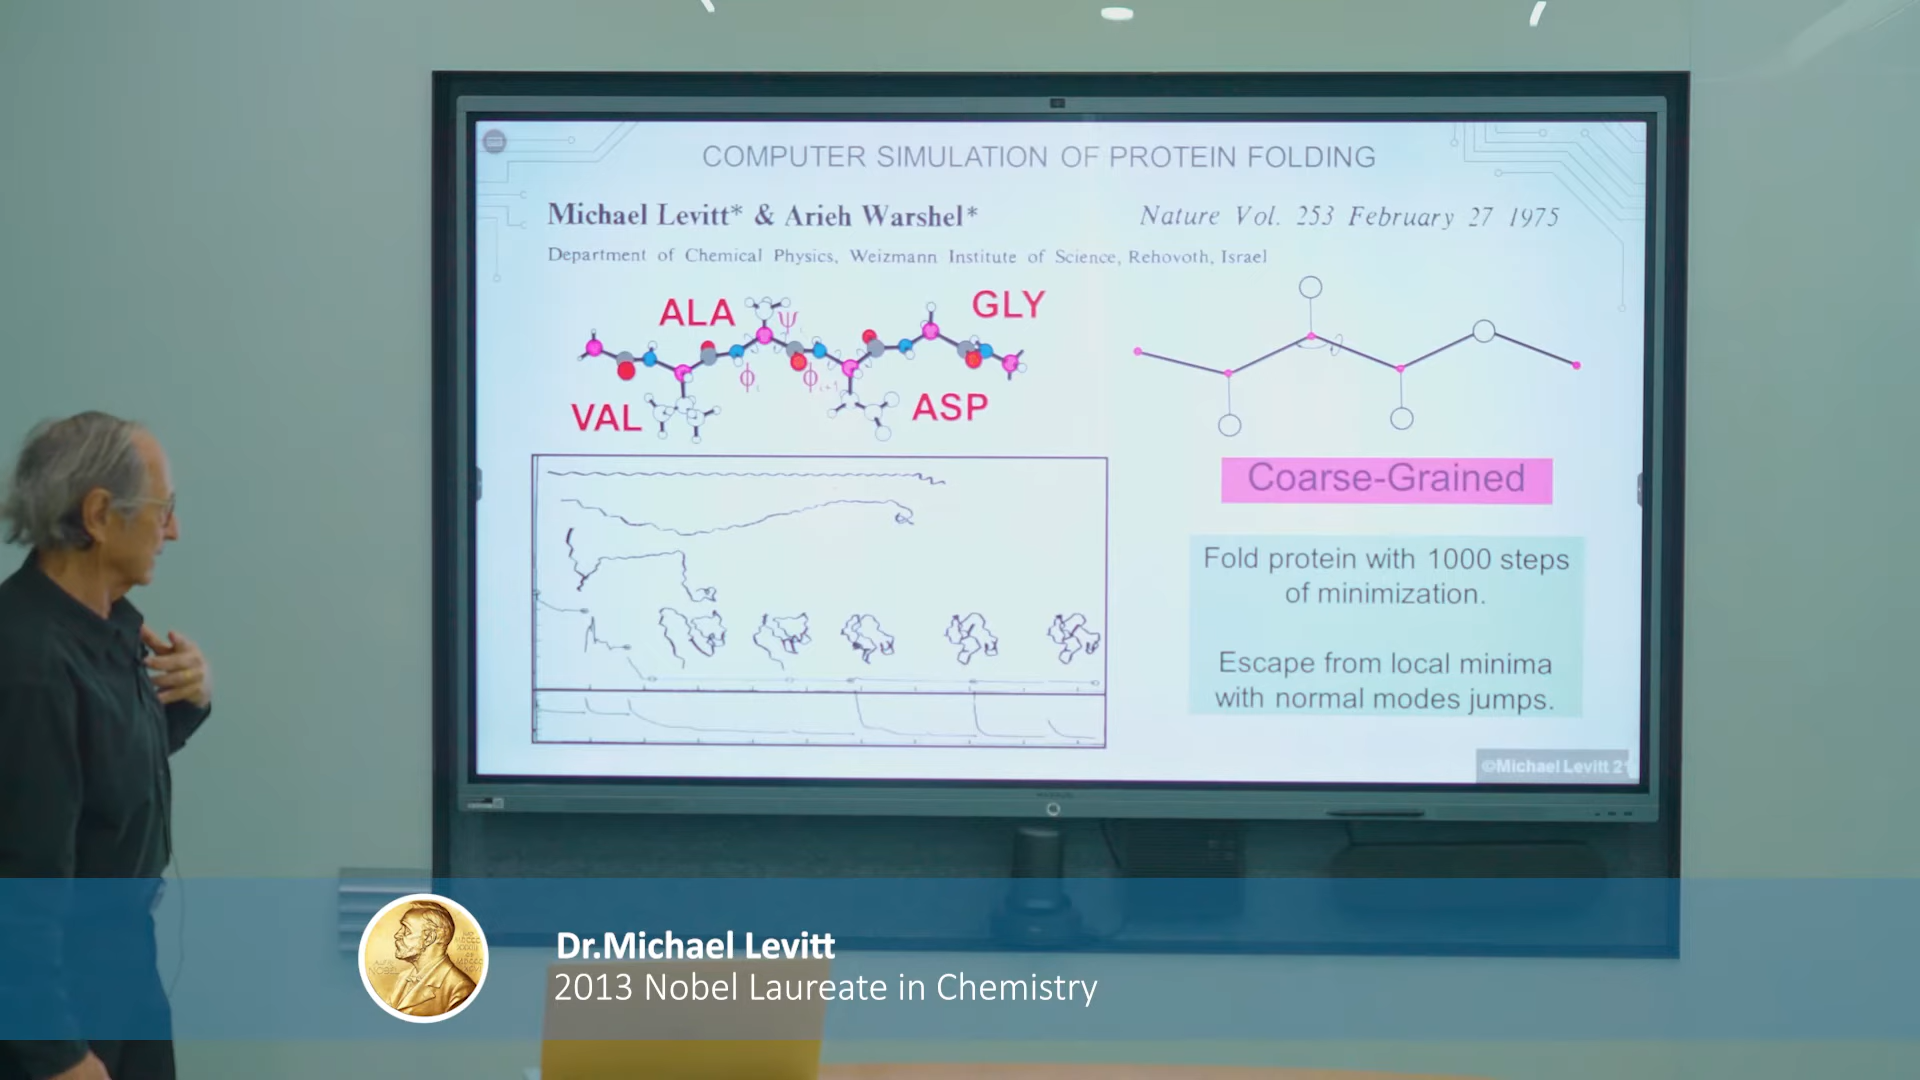 COMPUTER SIMULATION OF PROTEIN FOLDING
Michael Levitt* & Arieh Warshel*
Nature Vol. 253 February 27 1975
Department of Chemical Physics, Weizmann Institute of Science, Rehovoth, Israel
ALA
ψ
GLY
ϕ
ϕ
VAL
ASP
Coarse-Grained
Fold protein with 1000 steps
of minimization.
Escape from local minima
with normal modes jumps.
©Michael Levitt 21
Dr.Michael Levitt
2013 Nobel Laureate in Chemistry